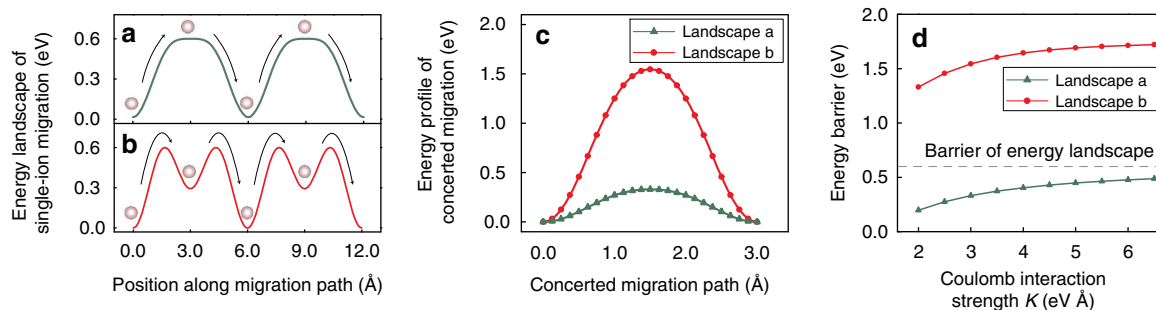 a
Energy landscape of
single-ion migration (eV)
0.6
0.3
0.0
b
0.6
0.3
0.0
0.0 3.0 6.0 9.0 12.0
Position along migration path (Å)
c
Landscape a
Landscape b
Energy profile of
concerted migration (eV)
2.0
1.5
1.0
0.5
0.0
0.0 1.0 2.0 3.0
Concerted migration path (Å)
d
Energy barrier (eV)
2.0
1.5
1.0
0.5
0.0
Landscape a
Landscape b
Barrier of energy landscape
2 3 4 5 6
Coulomb interaction
strength K (eV Å)